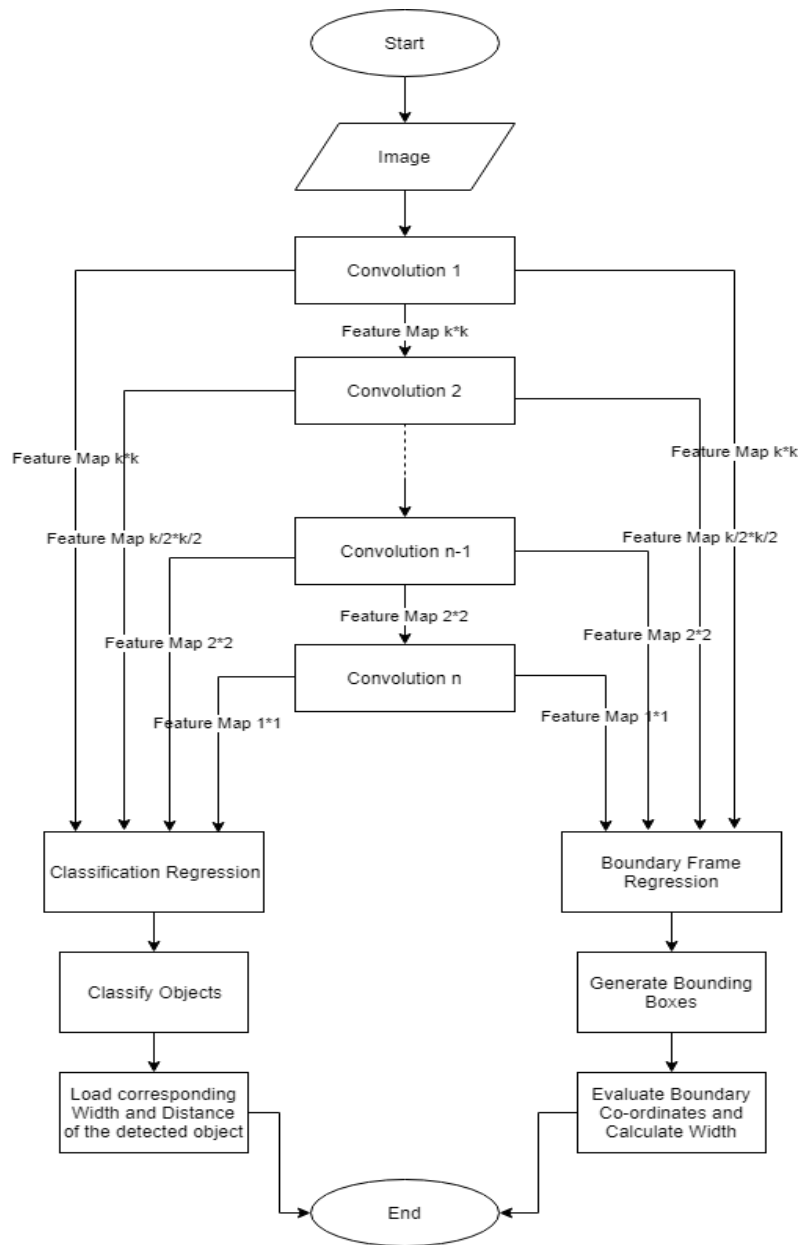 Start
Image
Convolution 1
Feature Map k*k
Convolution 2
Feature Map k*k
Feature Map k*k
Feature Map k/2*k/2
Feature Map k/2*k/2
Convolution n-1
Feature Map 2*2
Feature Map 2*2
Feature Map 2*2
Convolution n
Feature Map 1*1
Feature Map 1*1
Classification Regression
Boundary Frame
Regression
Classify Objects
Generate Bounding
Boxes
Load corresponding
Width and Distance
of the detected object
Evaluate Boundary
Co-ordinates and
Calculate Width
End